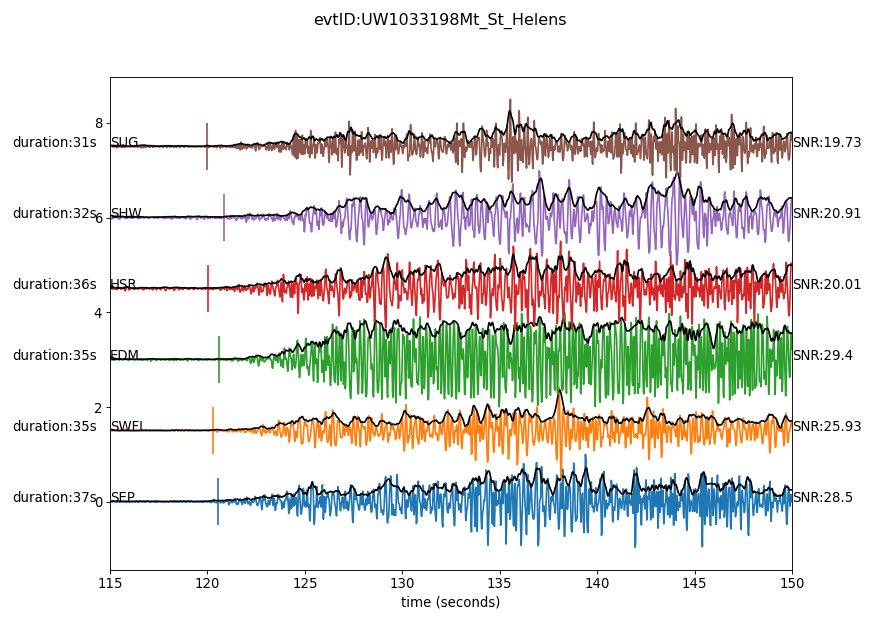 evtID:UW1033198Mt_St_Helens
8
duration:31s SUG SNR:19.73
duration:32s SHW SNR:20.91
6
duration:36s HSR SNR:20.01
4
duration:35s EDM SNR:29.4
2
duration:35s SWFL SNR:25.93
duration:37s SEP SNR:28.5
0
115 120 125 130 135 140 145 150
time (seconds)